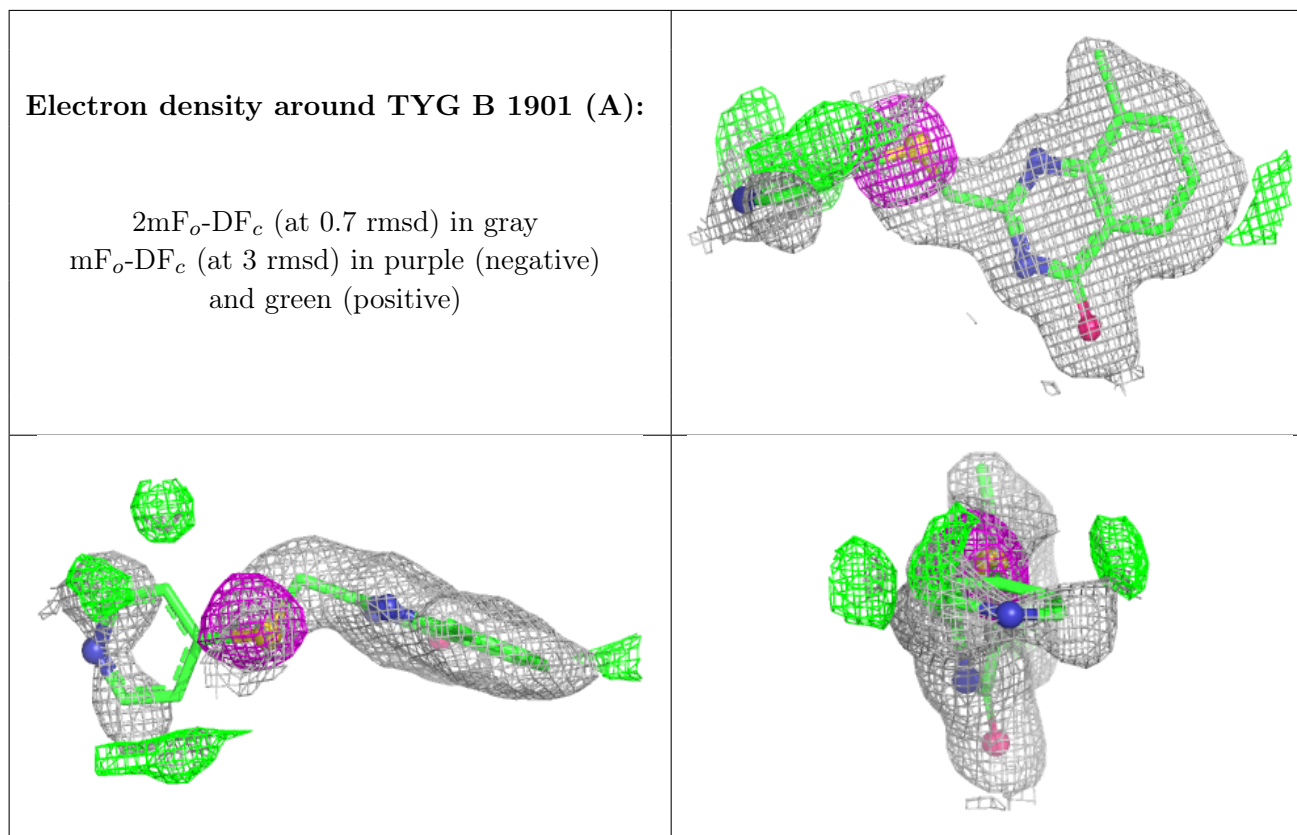 Electron density around TYG B 1901 (A):
2mFo-DFc (at 0.7 rmsd) in gray
mFo-DFc (at 3 rmsd) in purple (negative)
and green (positive)